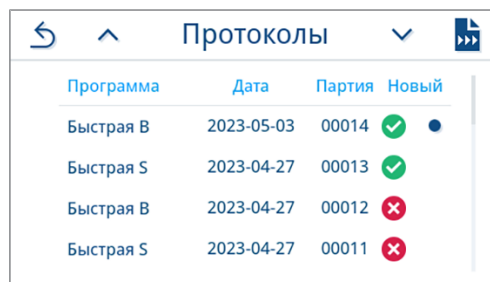 Протоколы
Программа Дата Партия Новый
Быстрая B 2023-05-03 00014
Быстрая S 2023-04-27 00013
Быстрая B 2023-04-27 00012
Быстрая S 2023-04-27 00011